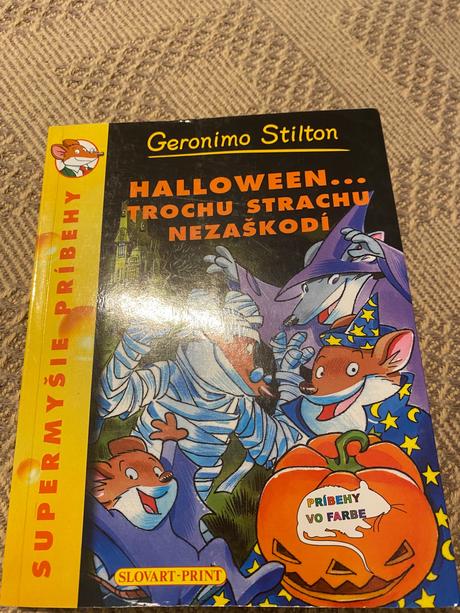 Geronimo Stilton
HALLOWEEN...
TROCHU STRACHU
NEZAŠKODÍ
SUPERMYŠIE PRÍBEHY
PRÍBEHY
VO FARBE
SLOVART-PRINT